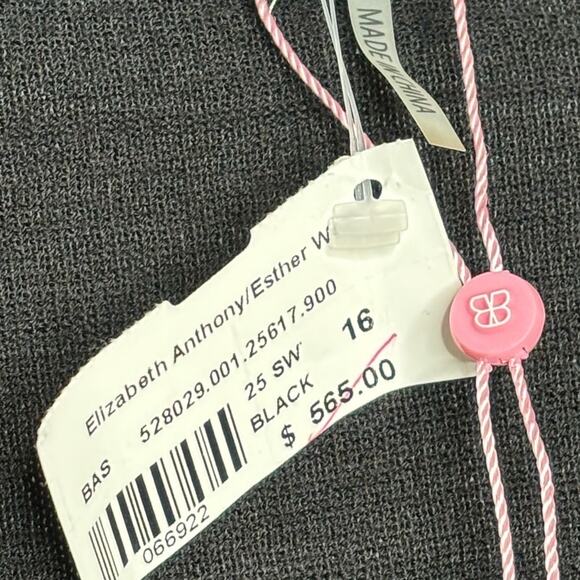 MADE IN CHINA
Elizabeth Anthony/Esther W
528029.001.25617.900
BAS 25 SW 16
BLACK
$ 565.00
066922
B